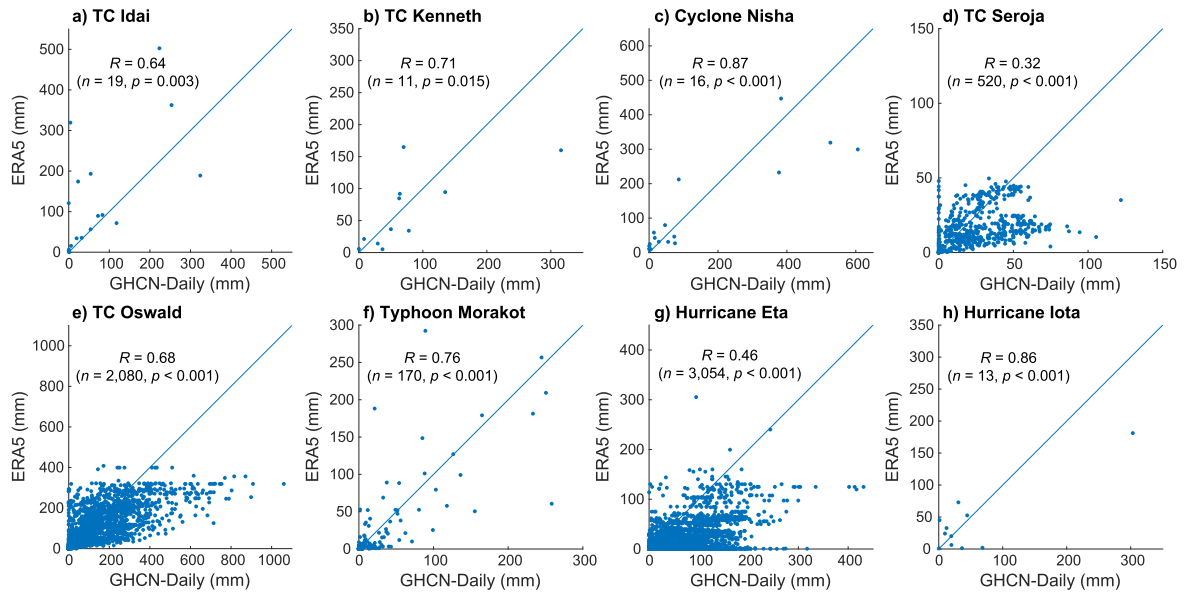 a) TC Idai
R = 0.64
(n = 19, p = 0.003)
500
400
300
200
100
0
ERA5 (mm)
0 200 400
GHCN-Daily (mm)
b) TC Kenneth
R = 0.71
(n = 11, p = 0.015)
350
300
250
200
150
100
50
0
ERA5 (mm)
0 100 200 300
GHCN-Daily (mm)
c) Cyclone Nisha
R = 0.87
(n = 16, p < 0.001)
600
500
400
300
200
100
0
ERA5 (mm)
0 200 400 600
GHCN-Daily (mm)
d) TC Seroja
R = 0.32
(n = 520, p < 0.001)
150
100
50
0
ERA5 (mm)
0 50 100 150
GHCN-Daily (mm)
e) TC Oswald
R = 0.68
(n = 2,080, p < 0.001)
1000
800
600
400
200
0
ERA5 (mm)
0 200 400 600 800 1000
GHCN-Daily (mm)
f) Typhoon Morakot
R = 0.76
(n = 170, p < 0.001)
300
250
200
150
100
50
0
ERA5 (mm)
0 100 200 300
GHCN-Daily (mm)
g) Hurricane Eta
R = 0.46
(n = 3,054, p < 0.001)
400
300
200
100
0
ERA5 (mm)
0 100 200 300 400
GHCN-Daily (mm)
h) Hurricane Iota
R = 0.86
(n = 13, p < 0.001)
350
300
250
200
150
100
50
0
ERA5 (mm)
0 100 200 300
GHCN-Daily (mm)